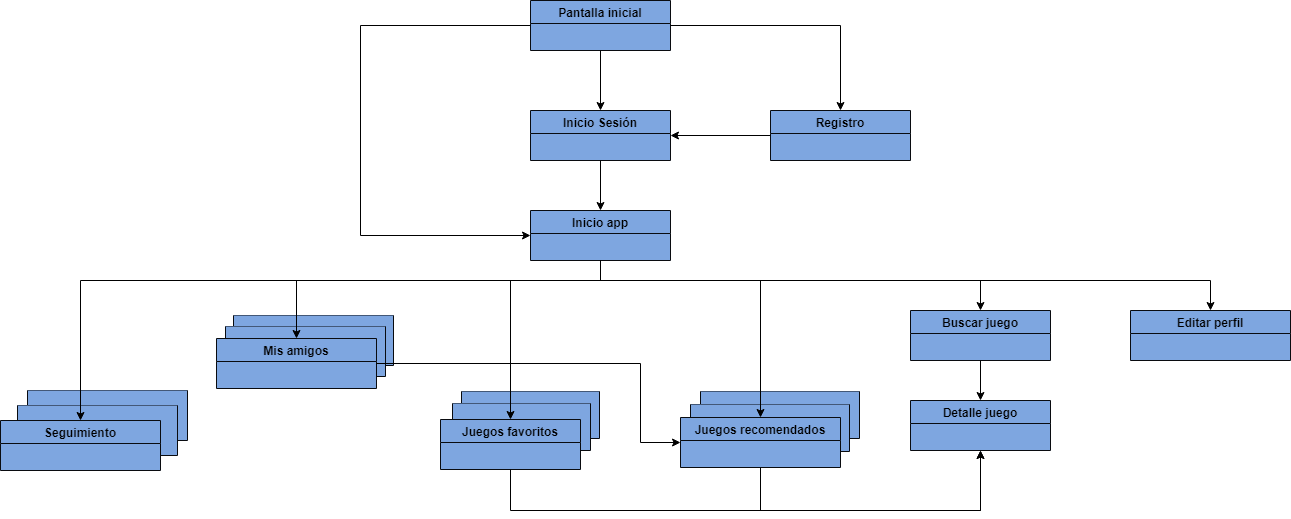 Pantalla inicial
Inicio Sesión
Registro
Inicio app
Buscar juego
Editar perfil
Mis amigos
Detalle juego
Seguimiento
Juegos favoritos
Juegos recomendados